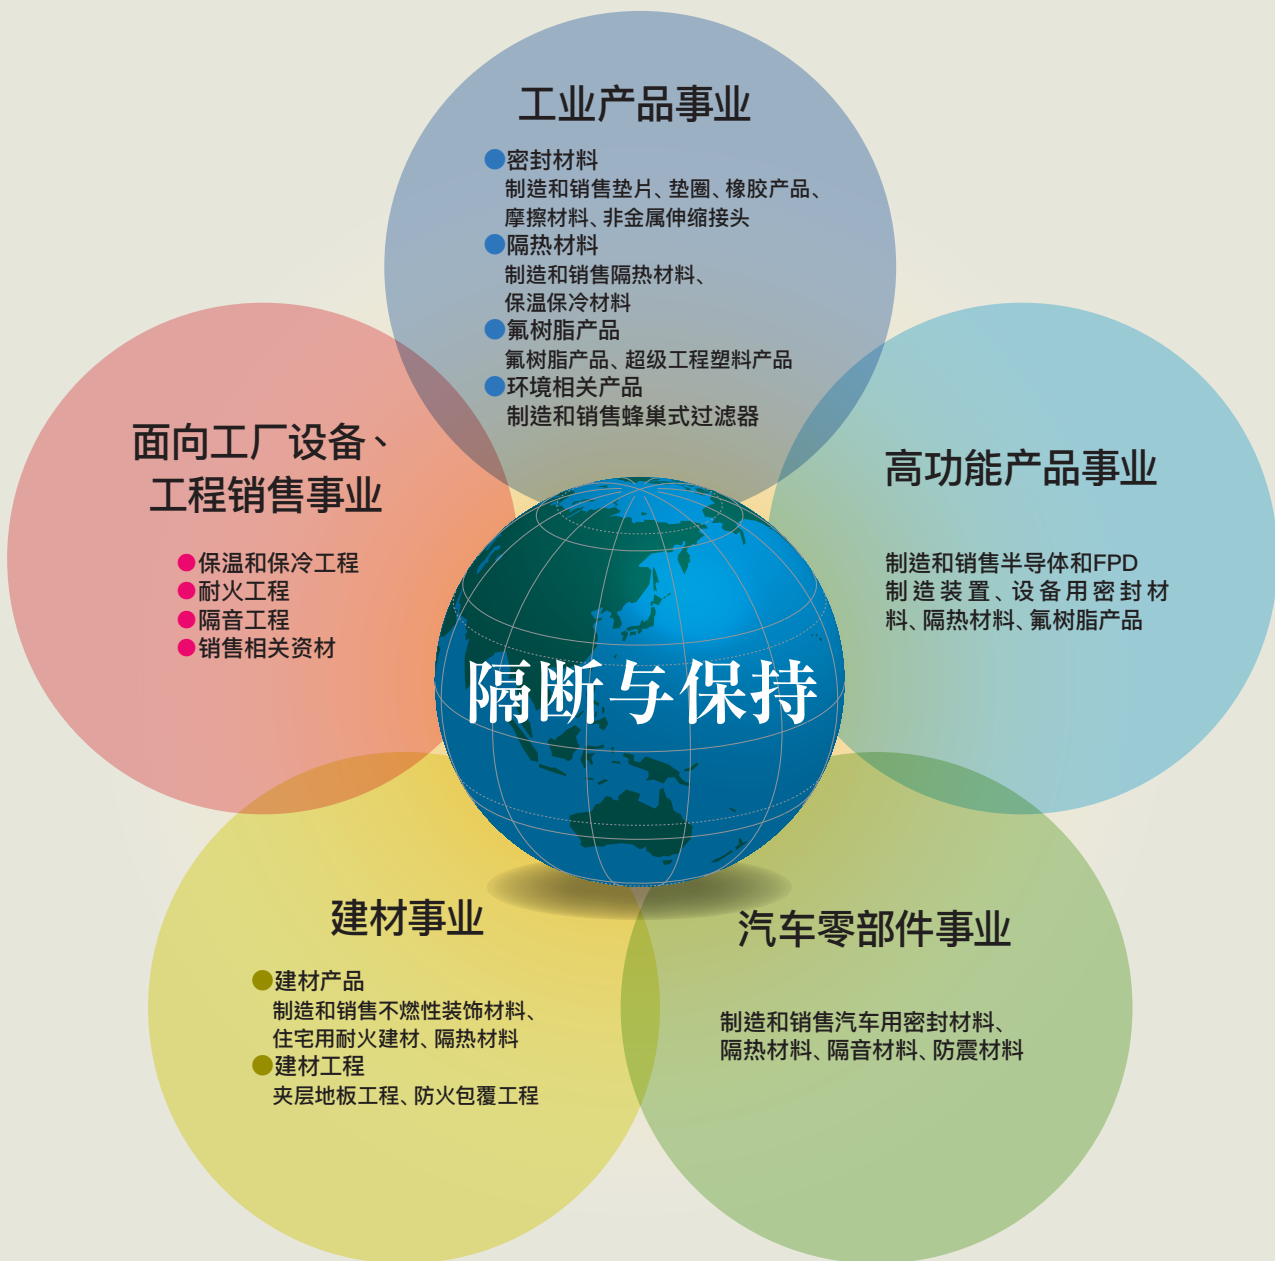 工业产品事业
●密封材料
制造和销售垫片、垫圈、橡胶产品、
摩擦材料、非金属伸缩接头
●隔热材料
制造和销售隔热材料、
保温保冷材料
●氟树脂产品
氟树脂产品、超级工程塑料产品
●环境相关产品
制造和销售蜂巢式过滤器
面向工厂设备、
工程销售事业
●保温和保冷工程
●耐火工程
●隔音工程
●销售相关资材
高功能产品事业
制造和销售半导体和FPD
制造装置、设备用密封材
料、隔热材料、氟树脂产品
隔断与保持
建材事业
●建材产品
制造和销售不燃性装饰材料、
住宅用耐火建材、隔热材料
●建材工程
夹层地板工程、防火包覆工程
汽车零部件事业
制造和销售汽车用密封材料、
隔热材料、隔音材料、防震材料